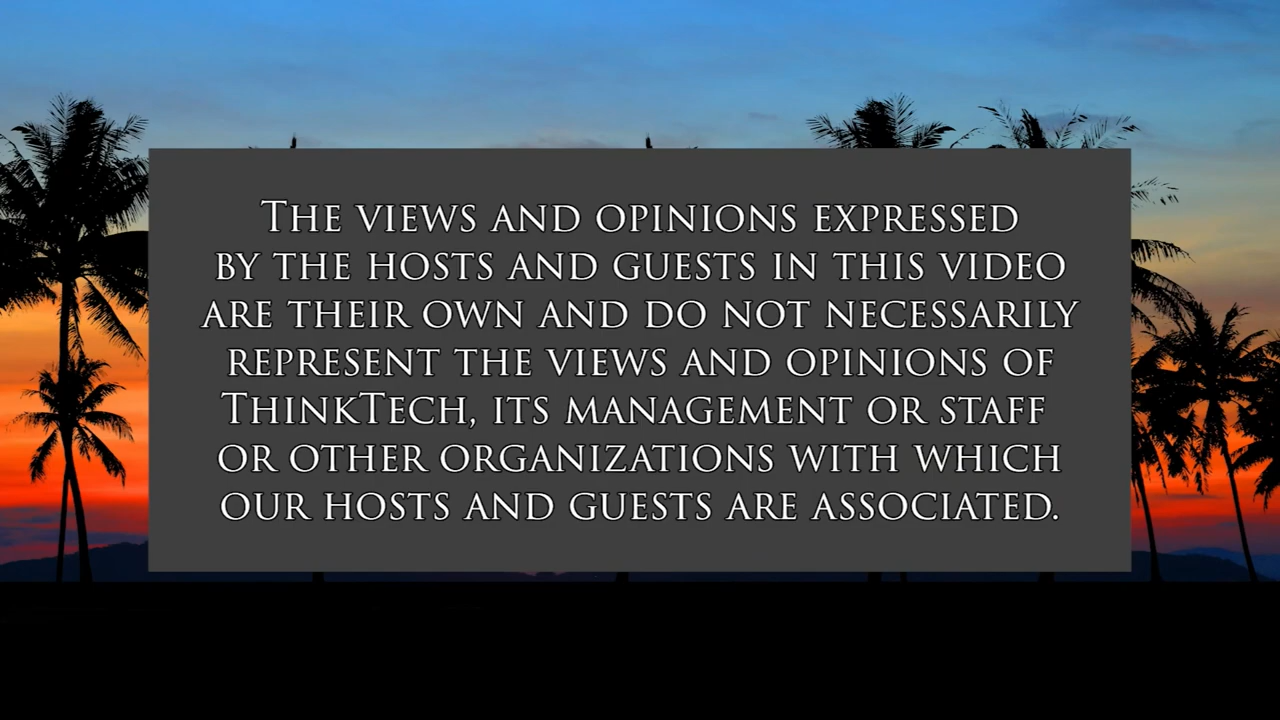 The views and opinions expressed
by the hosts and guests in this video
are their own and do not necessarily
represent the views and opinions of
ThinkTech, its management or staff
or other organizations with which
our hosts and guests are associated.